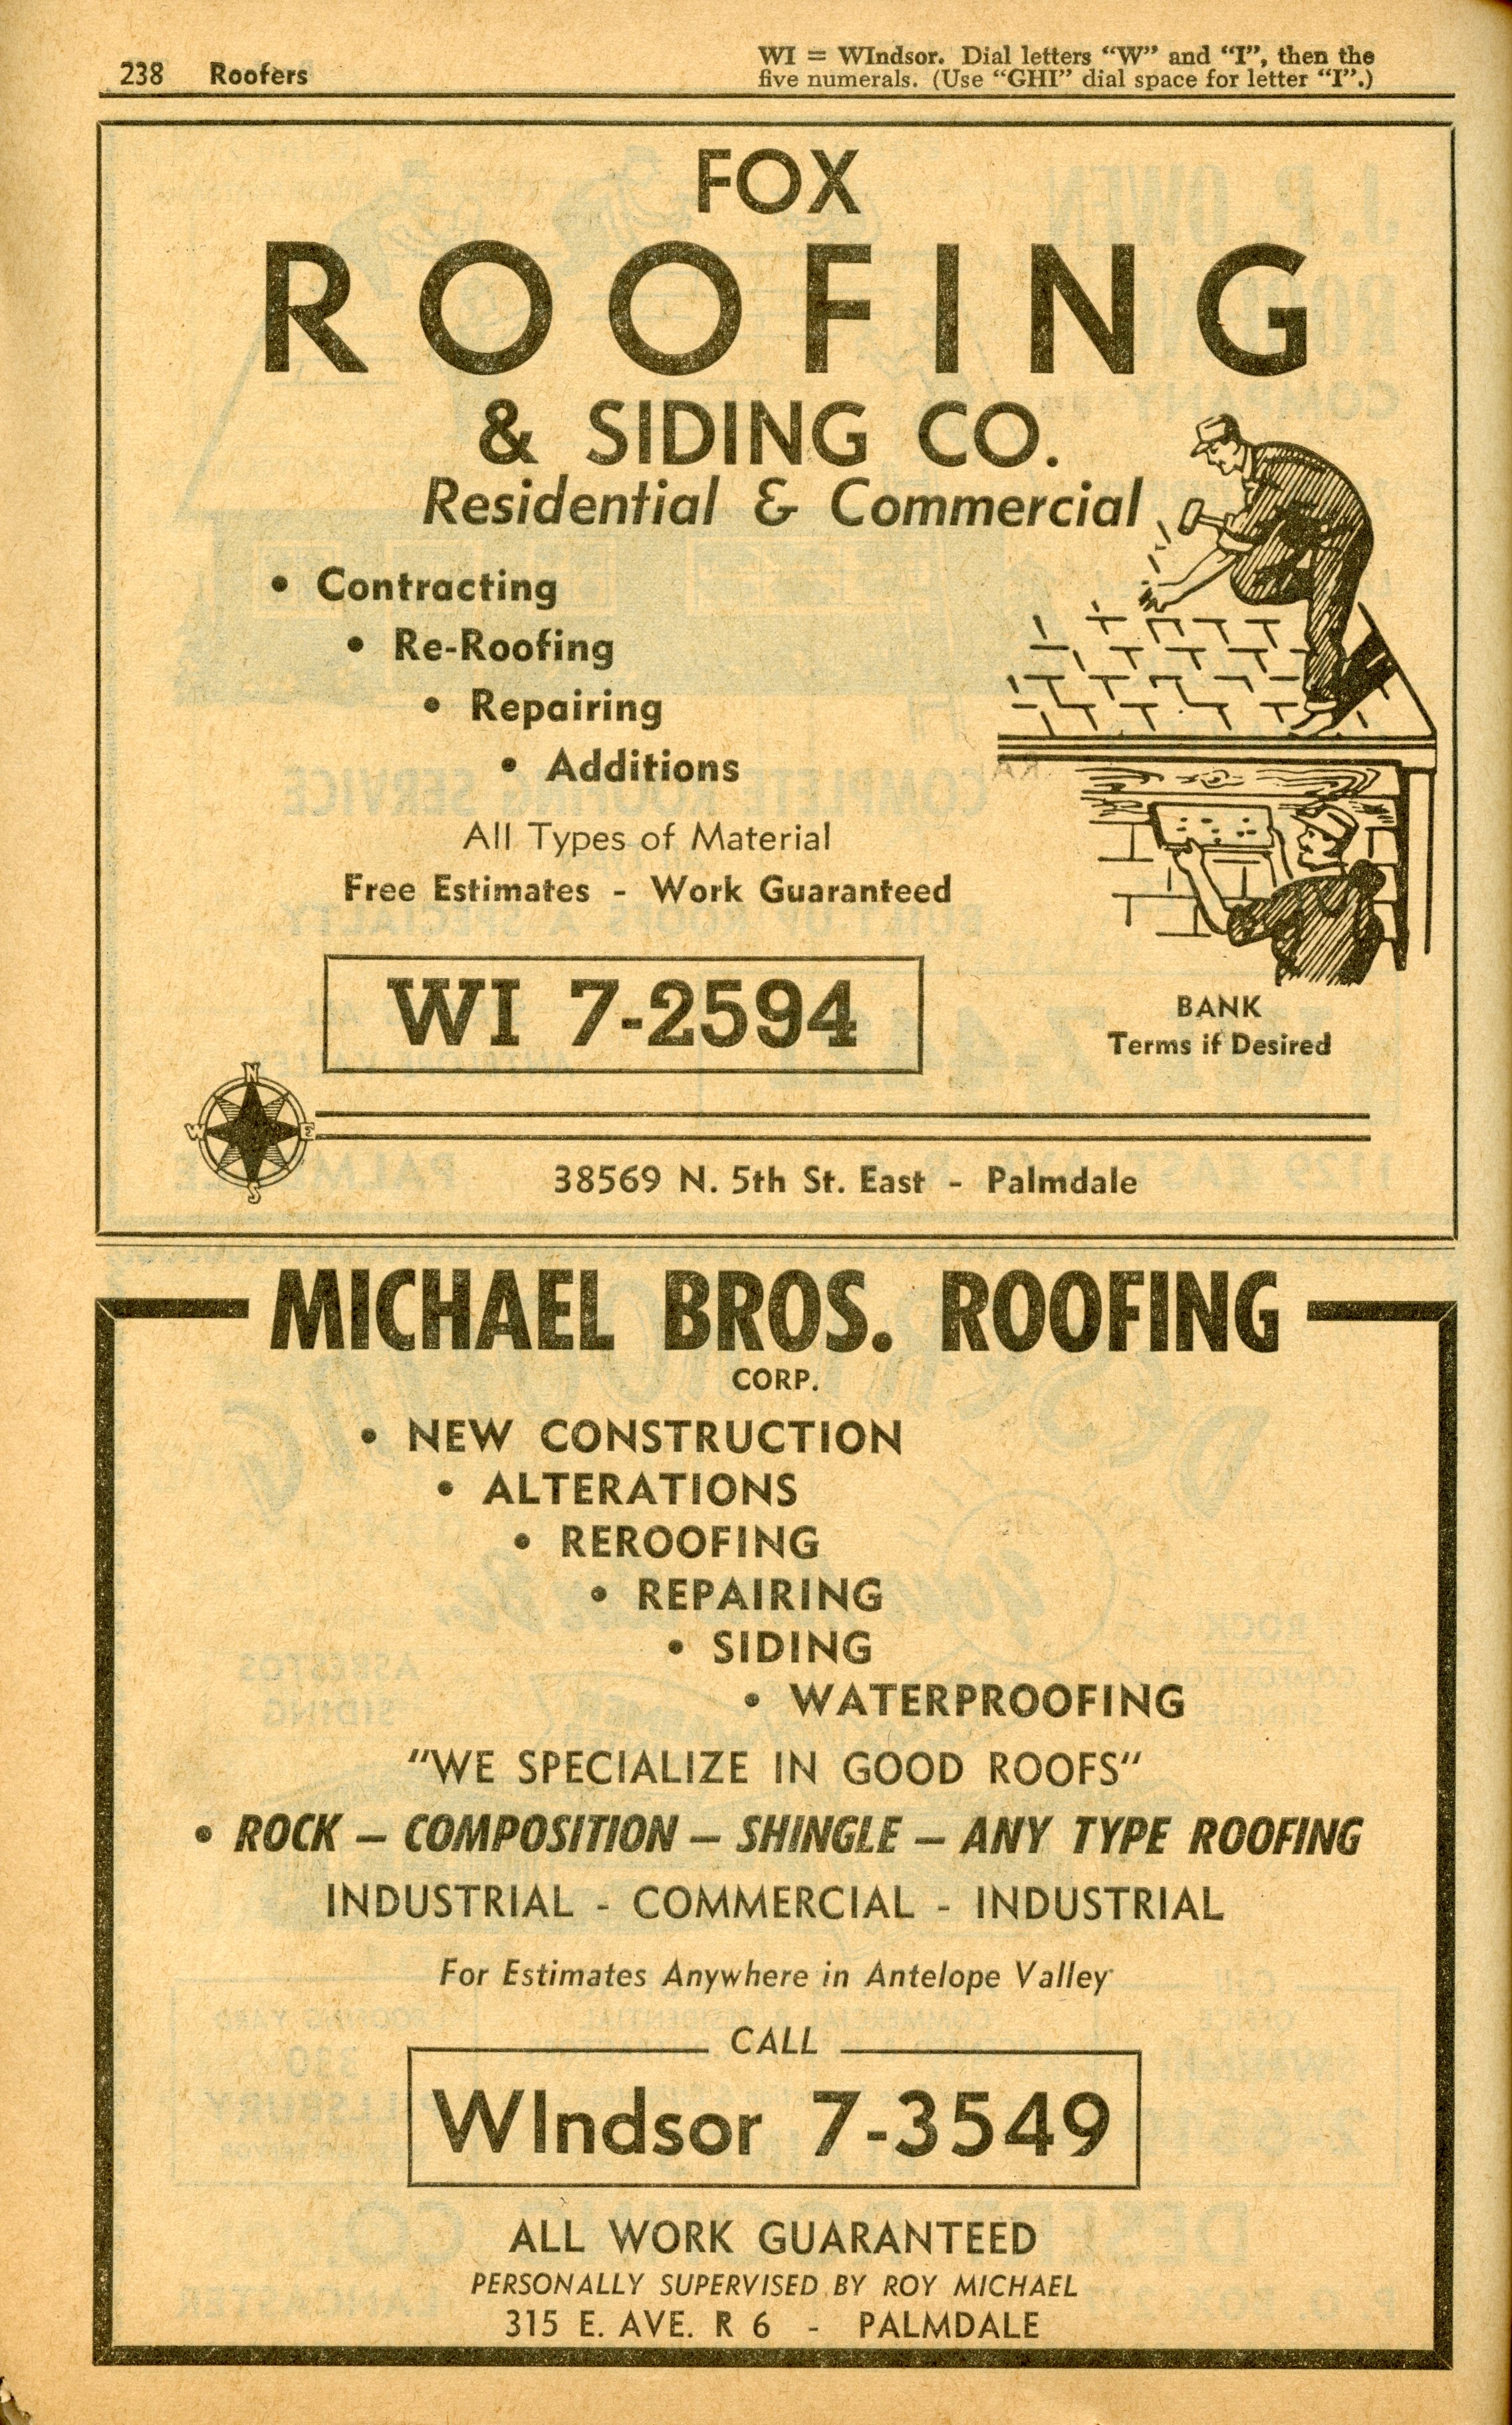 238 Roofers
WI = WIndsor. Dial letters “W” and “I”, then the
five numerals. (Use “GHI” dial space for letter “I”.)
FOX
ROOFING
& SIDING CO.
Residential & Commercial
• Contracting
• Re-Roofing
• Repairing
• Additions
All Types of Material
Free Estimates - Work Guaranteed
WI 7-2594
BANK
Terms if Desired
N
W E
S
38569 N. 5th St. East - Palmdale
MICHAEL BROS. ROOFING
CORP.
• NEW CONSTRUCTION
• ALTERATIONS
• REROOFING
• REPAIRING
• SIDING
• WATERPROOFING
"WE SPECIALIZE IN GOOD ROOFS"
• ROCK — COMPOSITION — SHINGLE — ANY TYPE ROOFING
INDUSTRIAL - COMMERCIAL - INDUSTRIAL
For Estimates Anywhere in Antelope Valley
CALL
WIndsor 7-3549
ALL WORK GUARANTEED
PERSONALLY SUPERVISED BY ROY MICHAEL
315 E. AVE. R 6 - PALMDALE